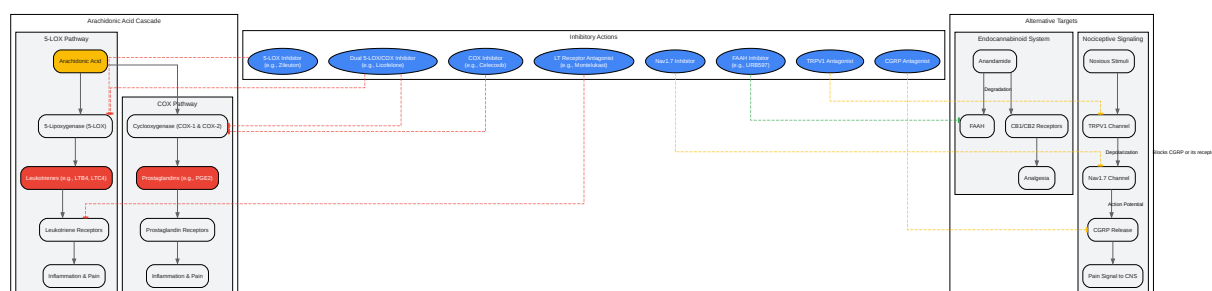 Arachidonic Acid Cascade
5-LOX Pathway
Arachidonic Acid
COX Pathway
5-Lipoxygenase (5-LOX)
Cyclooxygenase (COX-1 & COX-2)
Leukotrienes (e.g., LTB4, LTC4)
Prostaglandins (e.g., PGE2)
Leukotriene Receptors
Prostaglandin Receptors
Inflammation & Pain
Inflammation & Pain
Inhibitory Actions
5-LOX Inhibitor
(e.g., Zileuton)
Dual 5-LOX/COX Inhibitor
(e.g., Licofelone)
COX Inhibitor
(e.g., Celecoxib)
LT Receptor Antagonist
(e.g., Montelukast)
Nav1.7 Inhibitor
FAAH Inhibitor
(e.g., URB597)
TRPV1 Antagonist
CGRP Antagonist
Alternative Targets
Endocannabinoid System
Anandamide
Degradation
FAAH
CB1/CB2 Receptors
Analgesia
Nociceptive Signaling
Noxious Stimuli
TRPV1 Channel
Depolarization
Blocks CGRP or its recept
Nav1.7 Channel
Action Potential
CGRP Release
Pain Signal to CNS